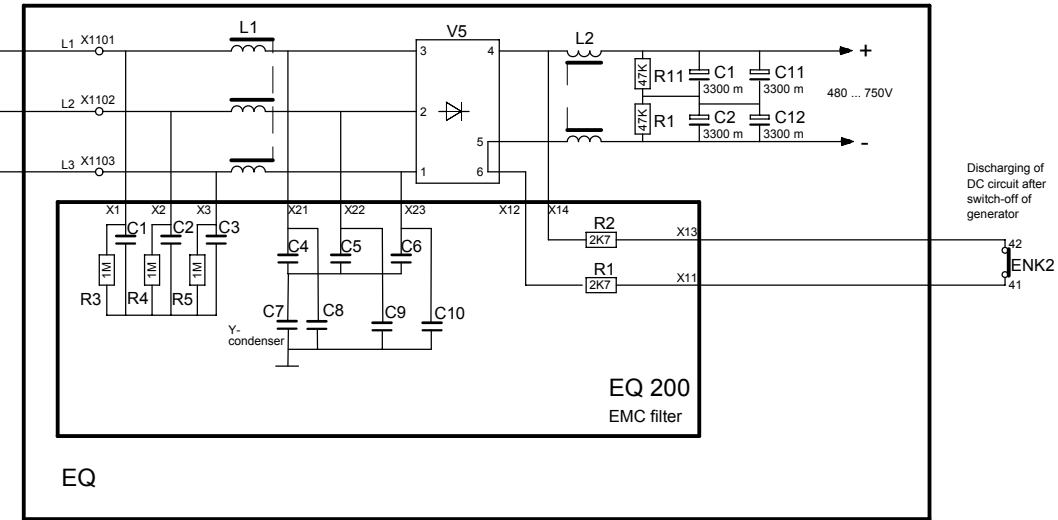 L1 X1101
L1
V5
3
4
L2
+
47K
R11
C1
3300 m
C11
3300 m
480 ... 750V
L2 X1102
2
47K
R1
C2
3300 m
C12
3300 m
-
5
L3 X1103
1
6
Discharging of
DC circuit after
switch-off of
generator
X1
X2
X3
X21
X22
X23
X12
X14
C1
C2
C3
C4
C5
C6
R2
2K7
X13
42
ENK2
1M
1M
1M
R1
2K7
X11
41
R3
R4
R5
C7
C8
C9
C10
Y-
condenser
EQ 200
EMC filter
EQ